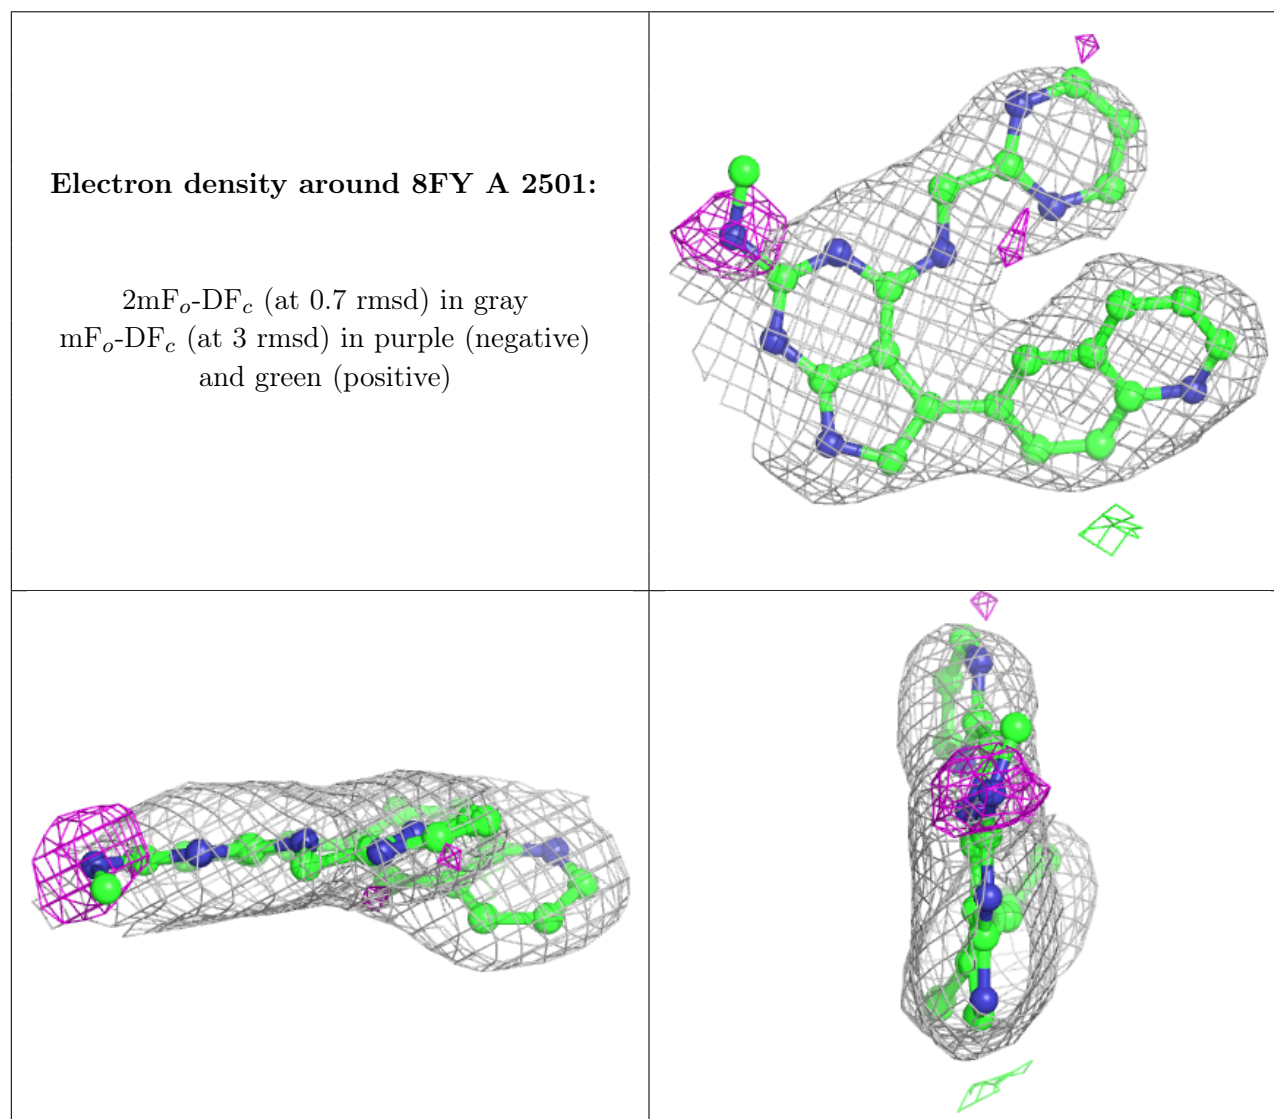 Electron density around 8FY A 2501:
2mFo-DFc (at 0.7 rmsd) in gray
mFo-DFc (at 3 rmsd) in purple (negative)
and green (positive)